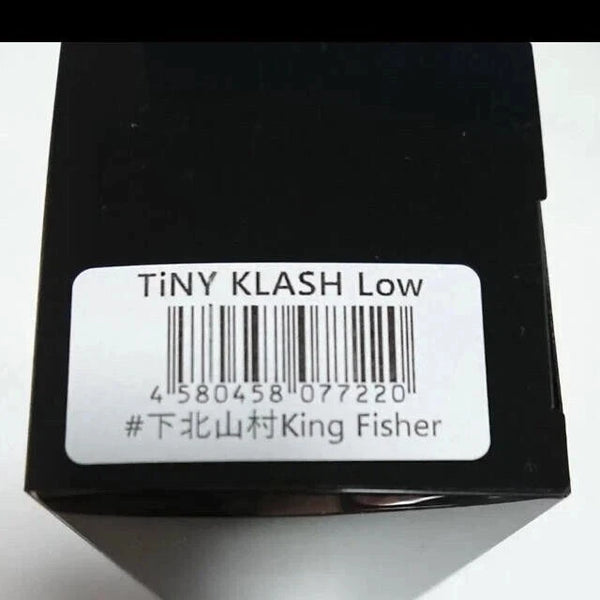 TiNY KLASH Low
4 580458 077220
#下北山村King Fisher